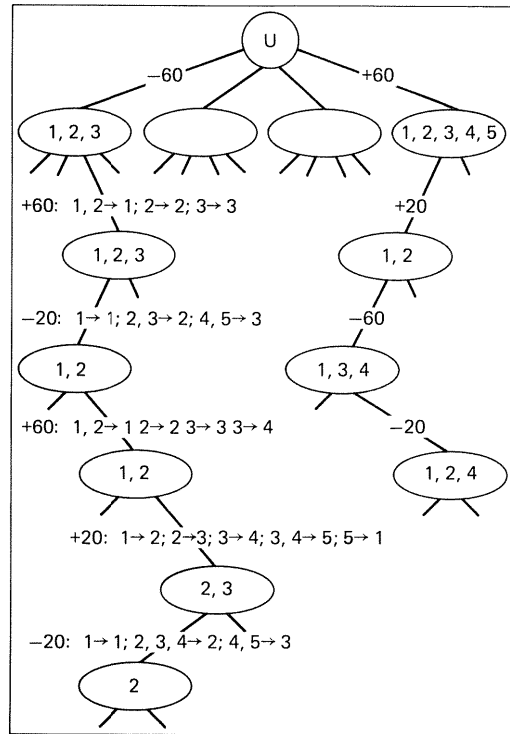 U
−60 +60
1, 2, 3 1, 2, 3, 4, 5
+60: 1, 2→ 1; 2→ 2; 3→ 3 +20
1, 2, 3 1, 2
−20: 1→ 1; 2, 3→ 2; 4, 5→ 3 −60
1, 2 1, 3, 4
+60: 1, 2→ 1 2→ 2 3→ 3 3→ 4 −20
1, 2 1, 2, 4
+20: 1→ 2; 2→3; 3→ 4; 3, 4→ 5; 5→ 1
2, 3
−20: 1→ 1; 2, 3, 4→ 2; 4, 5→ 3
2